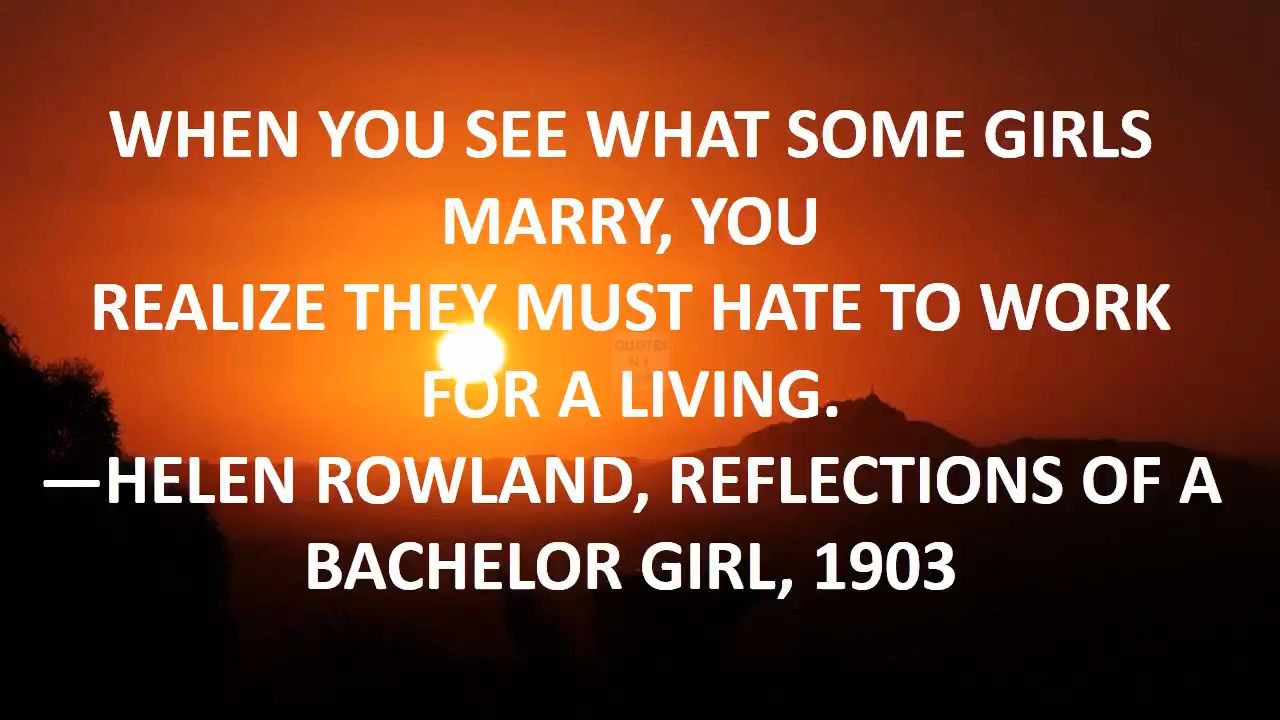 WHEN YOU SEE WHAT SOME GIRLS
MARRY, YOU
REALIZE THEY MUST HATE TO WORK
FOR A LIVING.
—HELEN ROWLAND, REFLECTIONS OF A
BACHELOR GIRL, 1903